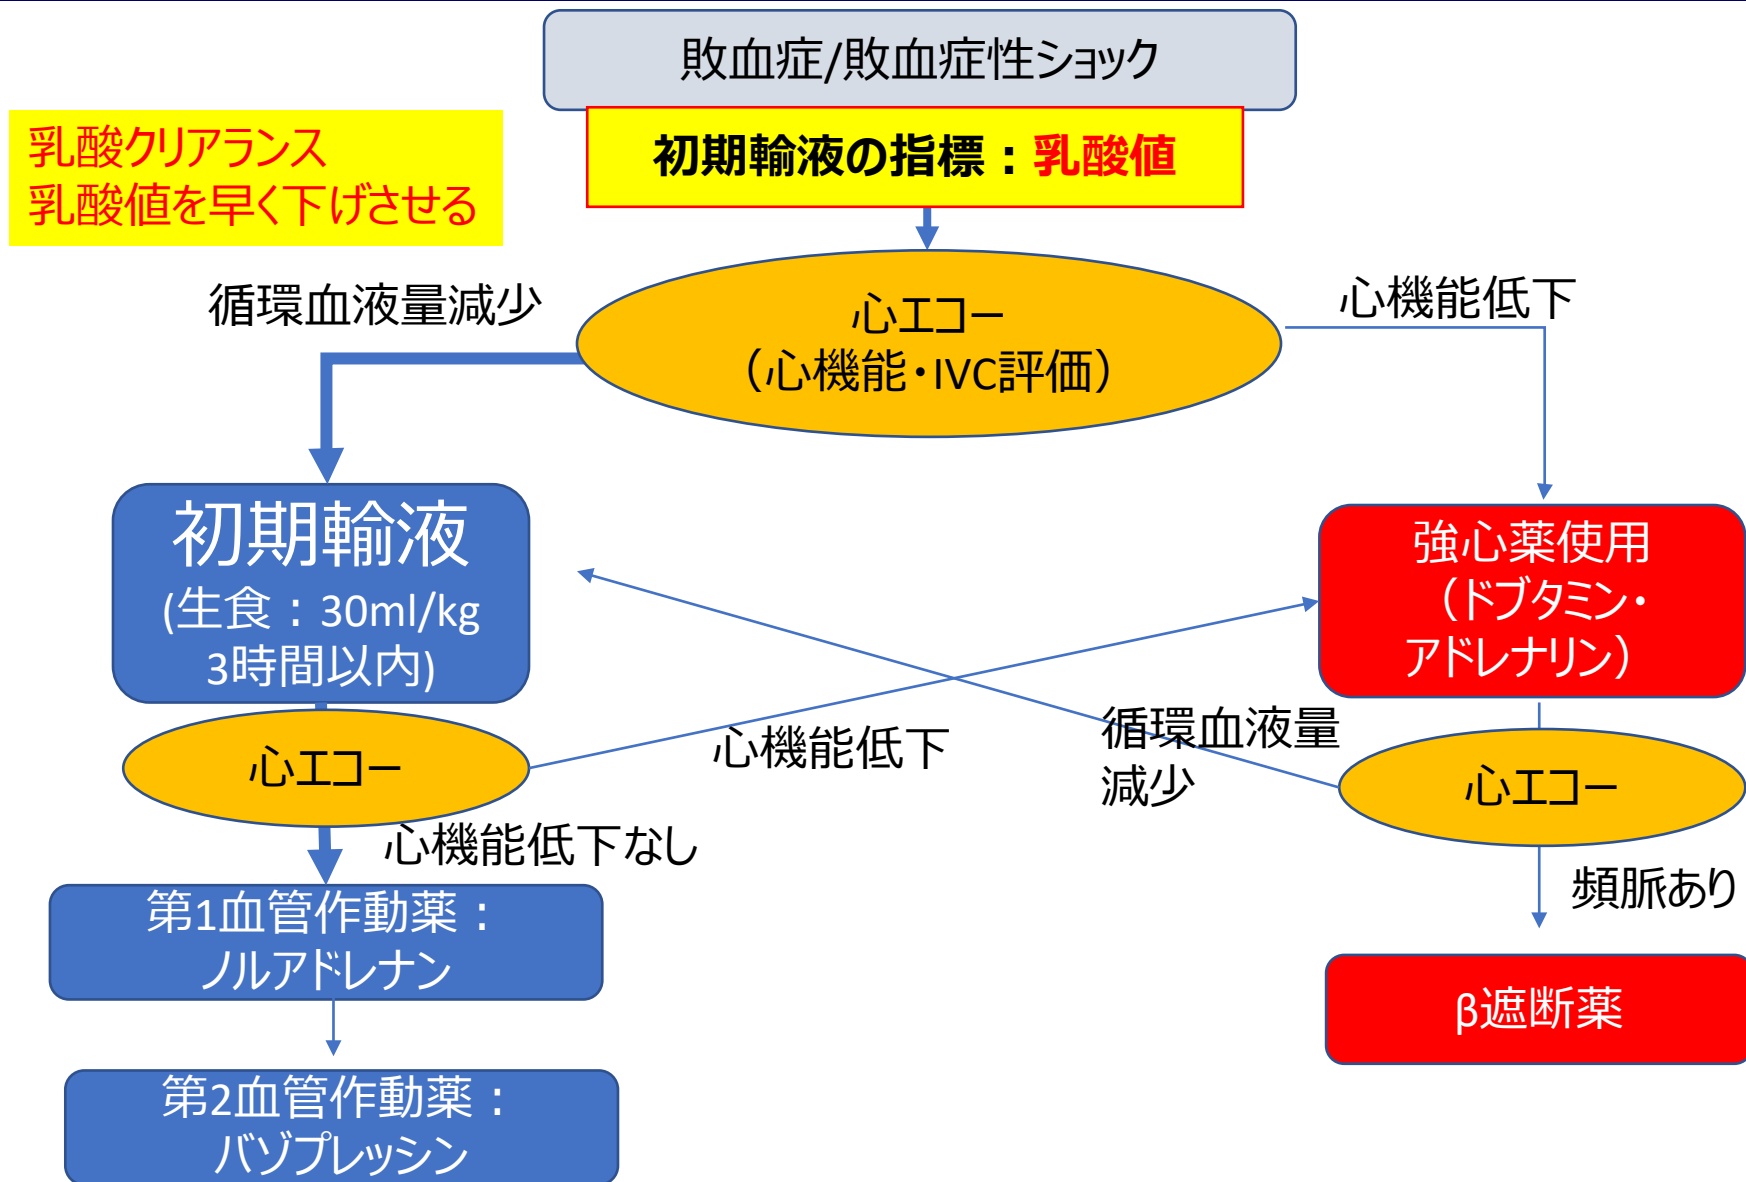 敗血症/敗血症性ショック
初期輸液の指標：乳酸値
乳酸クリアランス
乳酸値を早く下げさせる
循環血液量減少
心エコー
（心機能・IVC評価）
心機能低下
初期輸液
(生食：30ml/kg
3時間以内)
強心薬使用
（ドブタミン・
アドレナリン）
心エコー
心機能低下
循環血液量
減少
心エコー
心機能低下なし
頻脈あり
第1血管作動薬：
ノルアドレナン
β遮断薬
第2血管作動薬：
バゾプレッシン